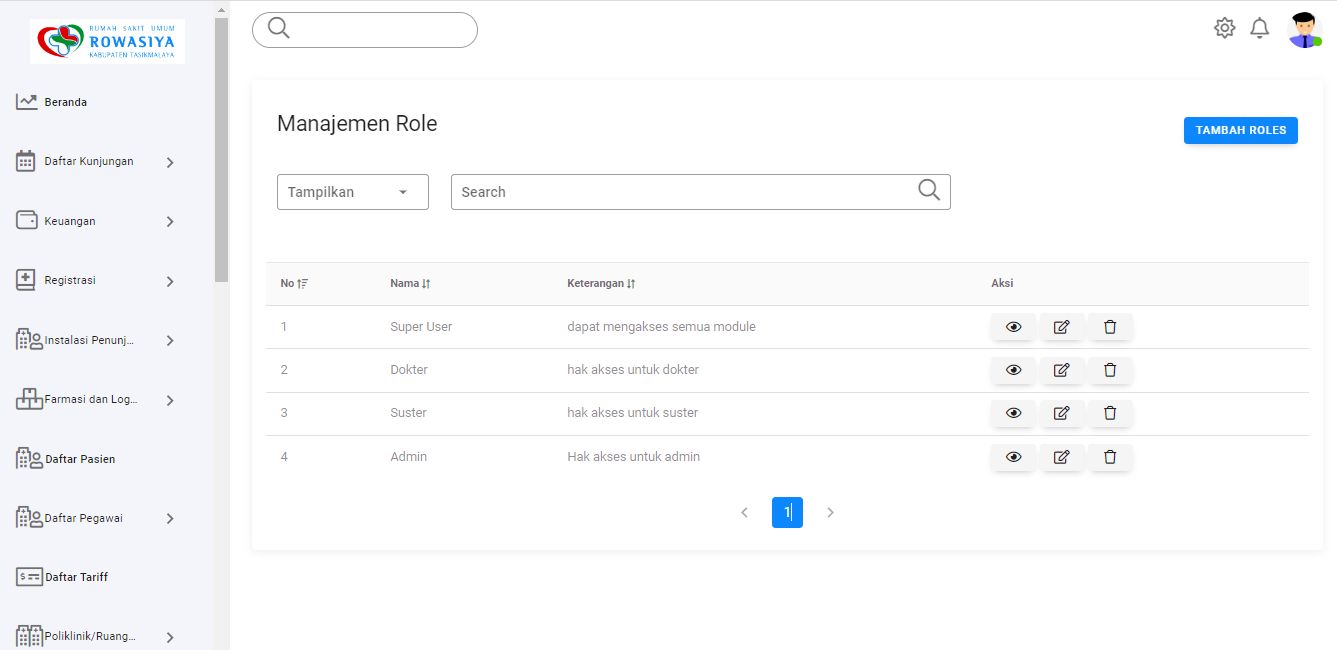 RUMAH SAKIT UMUM
ROWASIYA
KABUPATEN TASIKMALAYA
Beranda
Daftar Kunjungan
Keuangan
Registrasi
Instalasi Penunj...
Farmasi dan Log...
Daftar Pasien
Daftar Pegawai
Daftar Tariff
Poliklinik/Ruang...
Manajemen Role
TAMBAH ROLES
Tampilkan
Search
No Nama Keterangan Aksi
1 Super User dapat mengakses semua module
2 Dokter hak akses untuk dokter
3 Suster hak akses untuk suster
4 Admin Hak akses untuk admin
1